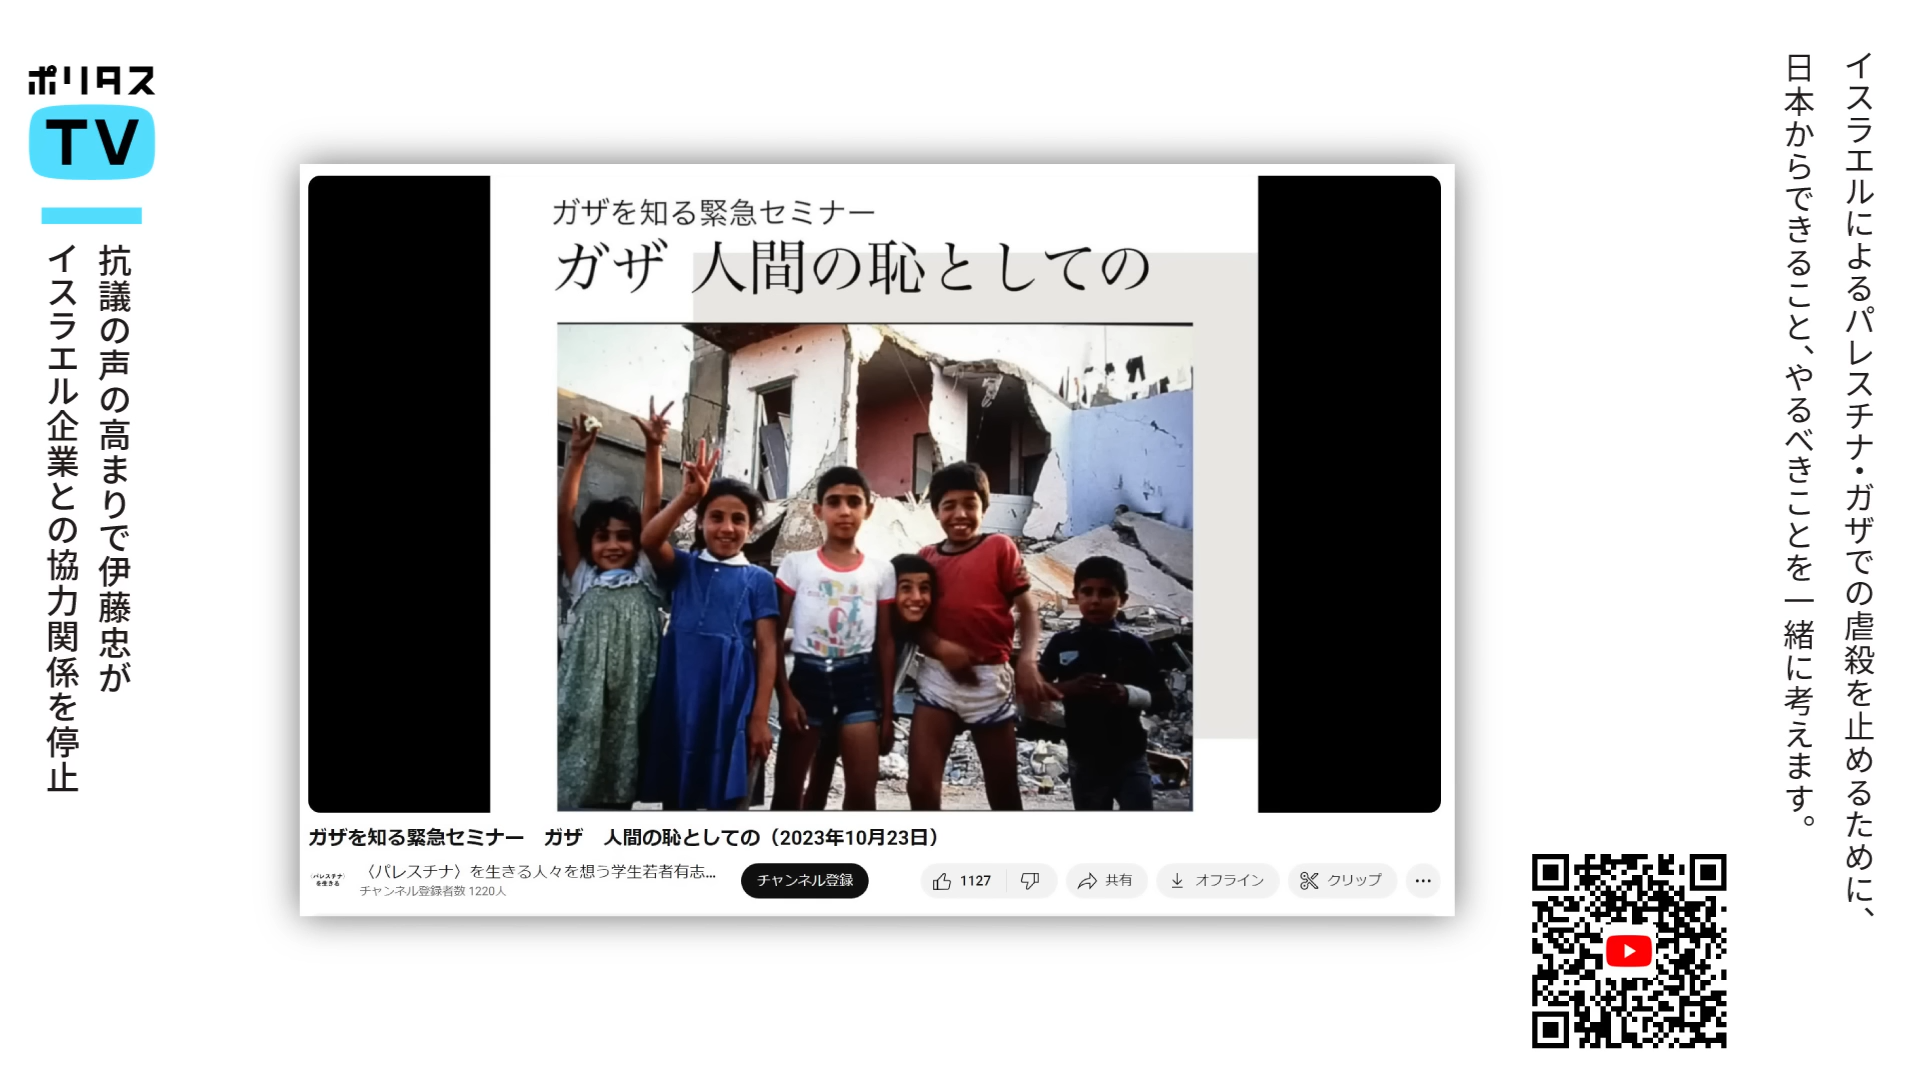 ポリタス
TV
抗議の声の高まりで伊藤忠が
イスラエル企業との協力関係を停止
イスラエルによるパレスチナ・ガザでの虐殺を止めるために、
日本からできること、やるべきことを一緒に考えます。
ガザを知る緊急セミナー
ガザ 人間の恥としての
ガザを知る緊急セミナー　ガザ　人間の恥としての（2023年10月23日）
〈パレスチナ〉
を生きる
〈パレスチナ〉を生きる人々を想う学生若者有志...
チャンネル登録者数 1220人
チャンネル登録
1127
共有
オフライン
クリップ